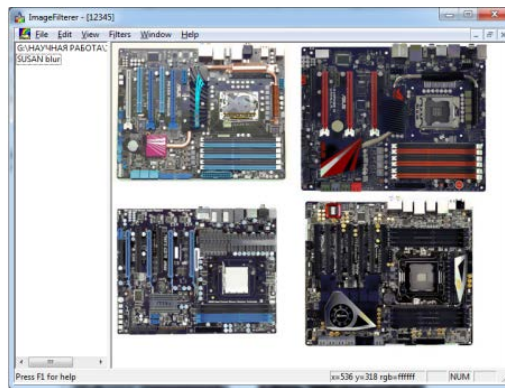 ImageFilterer - [12345]
File Edit View Filters Window Help
G:\НАУЧНАЯ РАБОТА\
SUSAN blur
Press F1 for help
x=536 y=318 rgb=ffffff
NUM